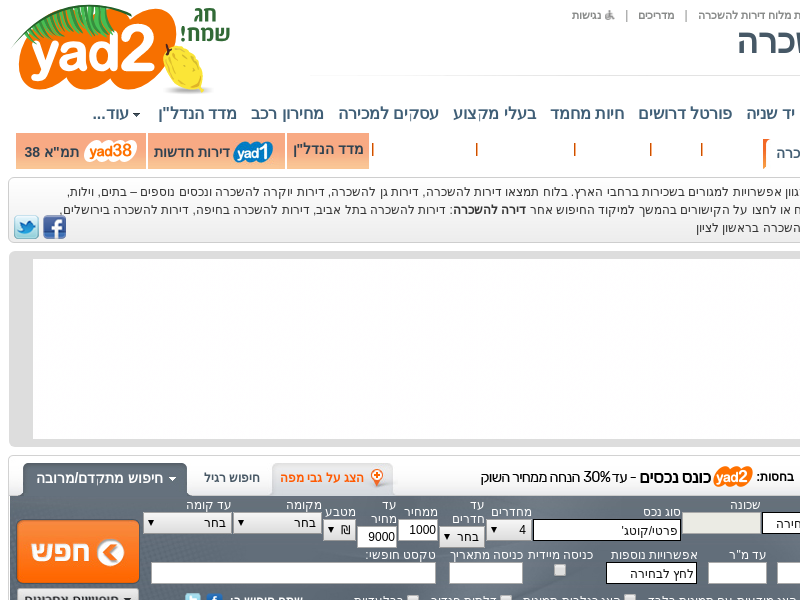 ת מלוח דירות להשכרה | מדריכים | נגישות
שכרה
חג
שמח!
yad2
יד שניה פורטל דרושים חיות מחמד בעלי מקצוע עסקים למכירה מחירון רכב מדד הנדל"ן עוד...
כרה
מדד הנדל"ן
yad1 דירות חדשות
yad38 תמ"א 38
גוון אפשרויות למגורים בשכירות ברחבי הארץ. בלוח תמצאו דירות להשכרה, דירות גן להשכרה, דירות יוקרה להשכרה ונכסים נוספים – בתים, וילות,
ח או לחצו על הקישורים בהמשך למיקוד החיפוש אחר דירה להשכרה: דירות להשכרה בתל אביב, דירות להשכרה בחיפה, דירות להשכרה בירושלים,
השכרה בראשון לציון
בחסות: yad2 כונס נכסים - עד 30% הנחה ממחיר השוק
הצג על גבי מפה
חיפוש רגיל
חיפוש מתקדם/מרובה
שכונה סוג נכס מחדרים עד חדרים ממחיר עד מחיר מטבע מקומה עד קומה
חירה פרטי/קוטג' 4 בחר 1000 9000 ₪ בחר בחר
עד מ"ר אפשרויות נוספות כניסה מיידית כניסה מתאריך טקסט חופשי:
לחץ לבחירה
חפש